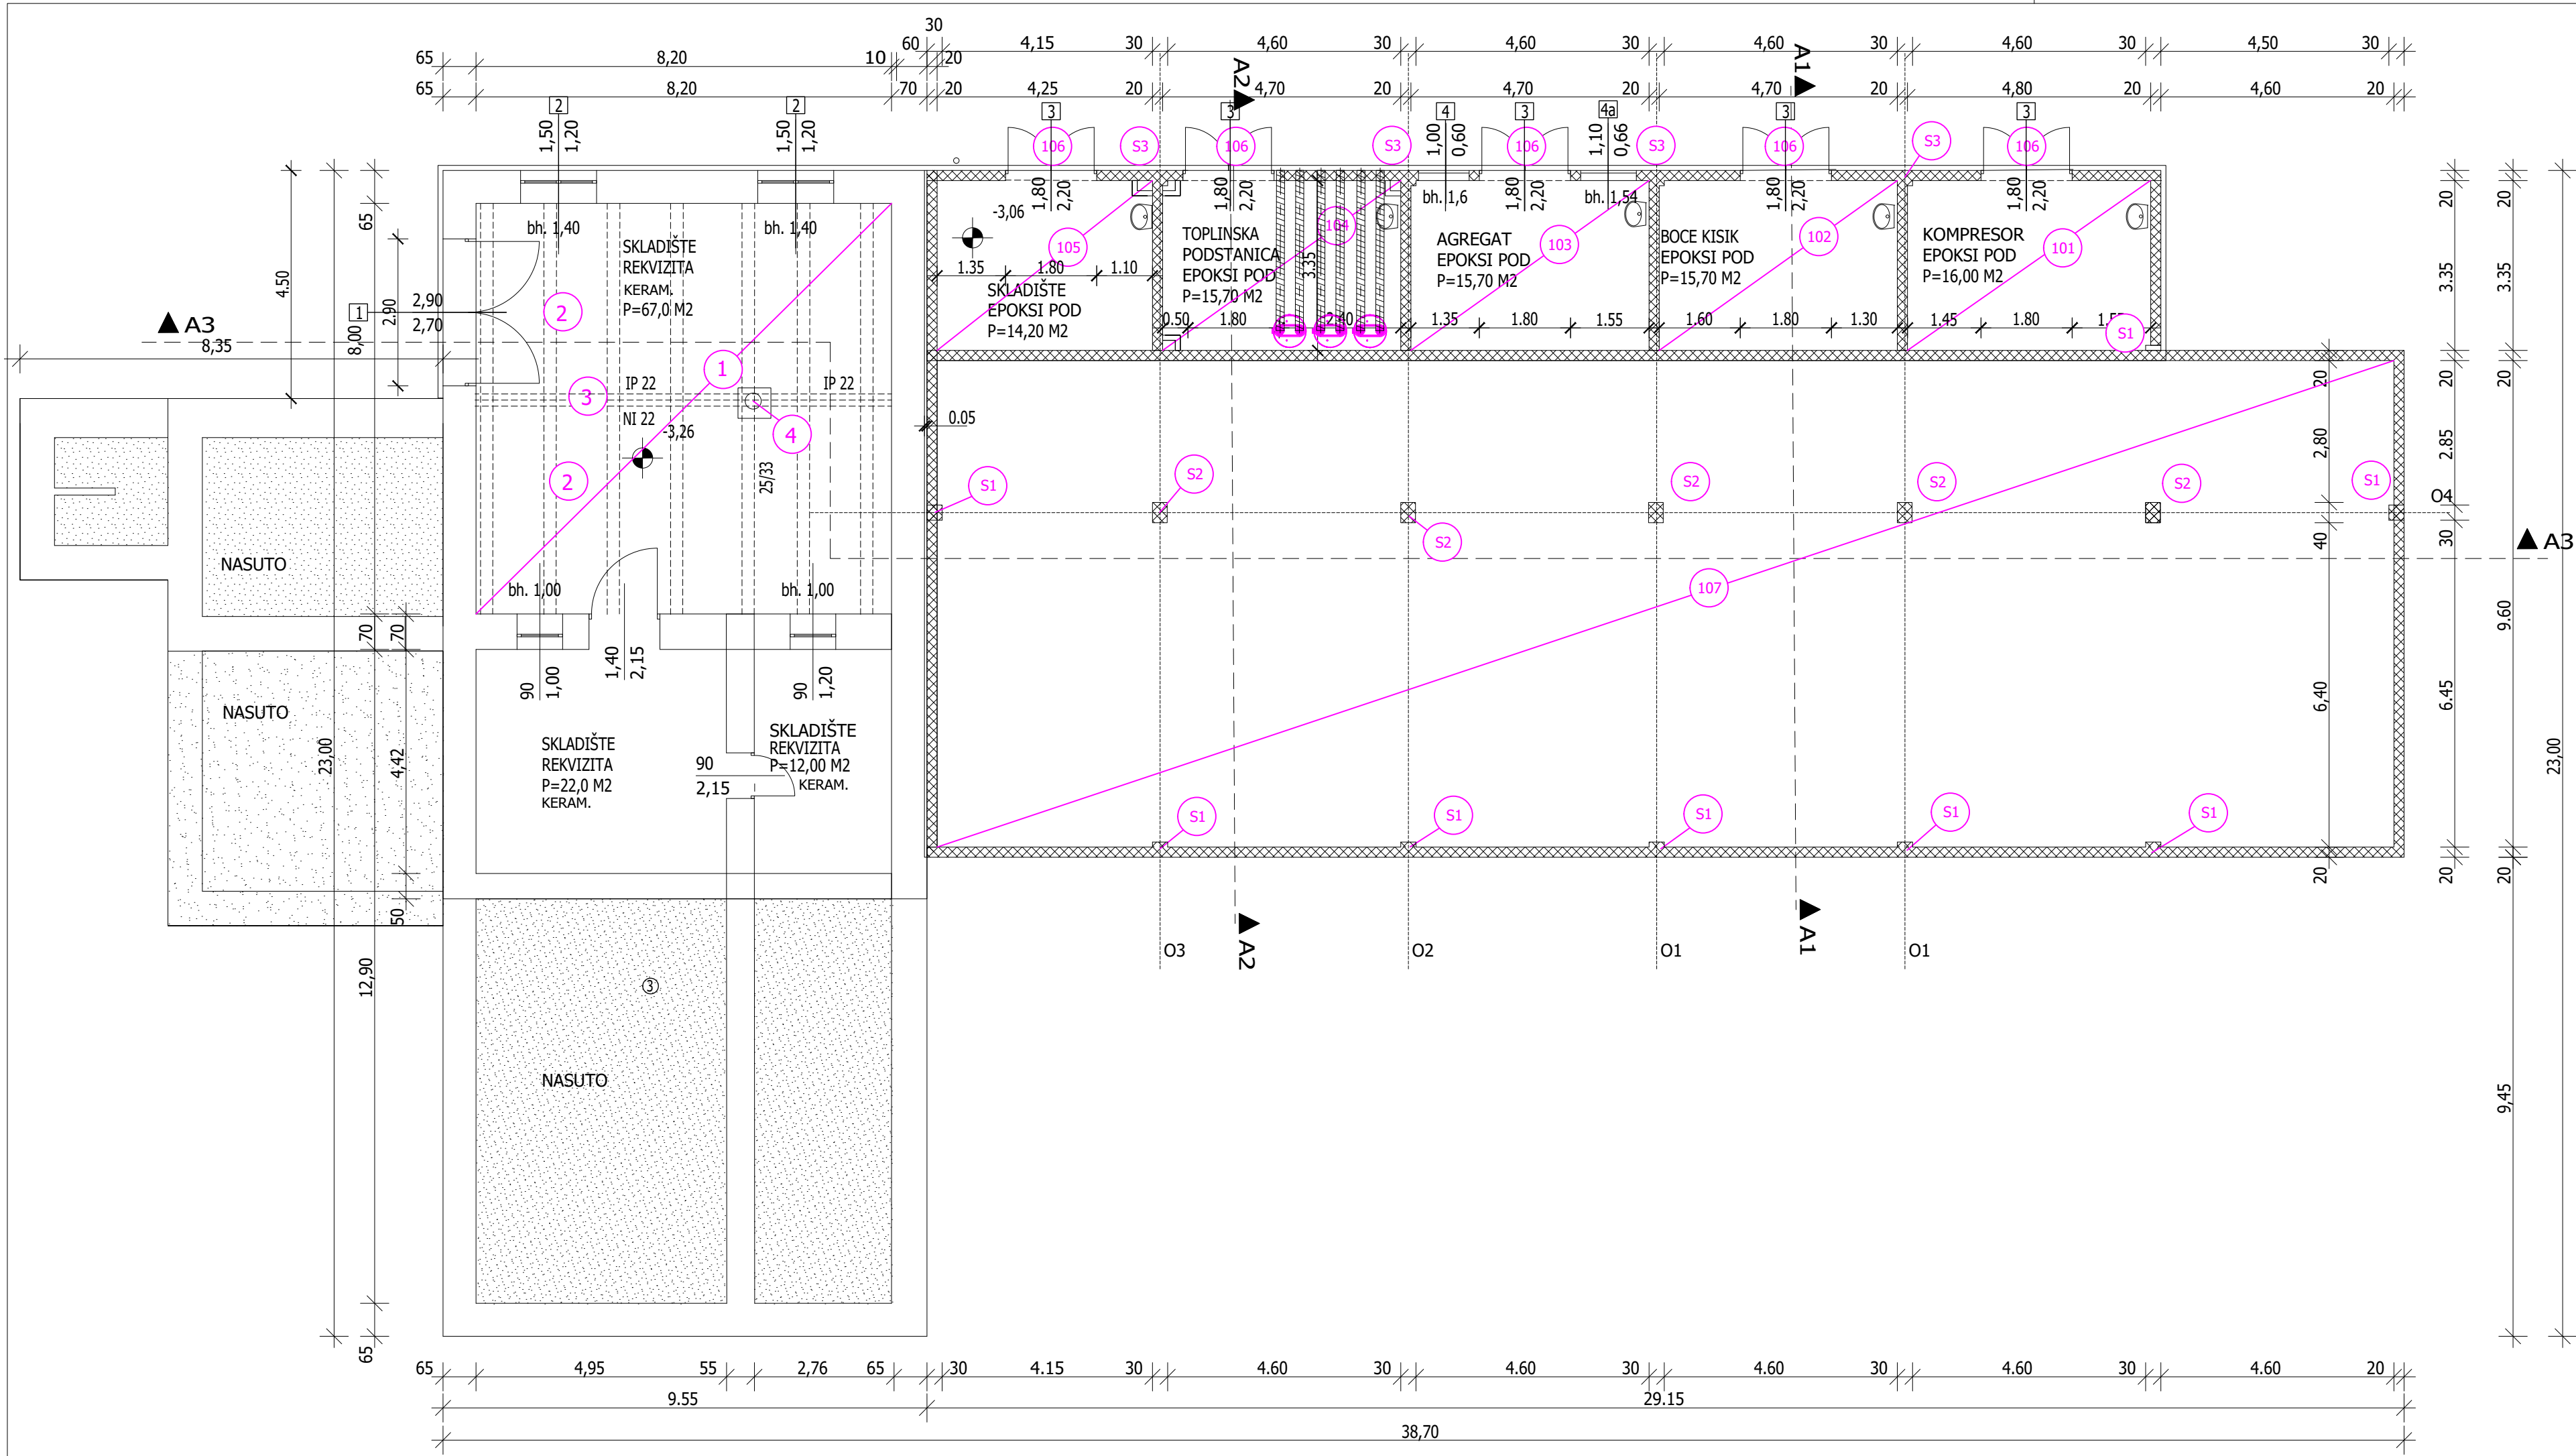 30
60
4,15
30
4,60
30
4,60
30
4,60
30
4,60
30
4,50
30
65
8,20
10
20
65
8,20
70
20
4,25
20
4,70
20
4,70
20
4,70
20
4,80
20
4,60
20
A2
A1
2
2
3
3
4
3
4a
3
3
1,50
1,20
1,50
1,20
1,00
0,60
1,10
0,66
106
S3
106
S3
106
S3
106
S3
106
1,80
2,20
1,80
2,20
1,80
2,20
1,80
2,20
1,80
2,20
bh. 1,40
bh. 1,40
bh. 1,6
bh. 1,54
-3,06
105
104
103
102
101
SKLADIŠTE
REKVIZITA
KERAM.
P=67,0 M2
1.35
1.80
1.10
SKLADIŠTE
EPOKSI POD
P=14,20 M2
TOPLINSKA
PODSTANICA
EPOKSI POD
P=15,70 M2
3.35
0.50
1.80
2.40
AGREGAT
EPOKSI POD
P=15,70 M2
1.35
1.80
1.55
BOCE KISIK
EPOKSI POD
P=15,70 M2
1.60
1.80
1.30
KOMPRESOR
EPOKSI POD
P=16,00 M2
1.45
1.80
S1
20
3.35
20
2.85
30
6.45
20
20
3.35
20
9.60
20
9,45
23,00
65
4.50
2.90
8,00
1
2,90
2,70
A3
8,35
2
1
3
IP 22
IP 22
NI 22
-3,26
4
2
25/33
0.05
S1
S2
S2
S2
S2
S2
S1
O4
A3
20
2,80
40
6,40
20
107
NASUTO
NASUTO
bh. 1,00
bh. 1,00
70
70
90
1,00
1,40
2,15
90
1,20
23,00
4,42
50
12,90
65
SKLADIŠTE
REKVIZITA
P=22,0 M2
KERAM.
90
2,15
SKLADIŠTE
REKVIZITA
P=12,00 M2
KERAM.
S1
S1
S1
S1
S1
O3
A2
O2
O1
A1
O1
3
NASUTO
65
4,95
55
2,76
65
30
4.15
30
4.60
30
4.60
30
4.60
30
4.60
30
4.60
20
9.55
29.15
38,70